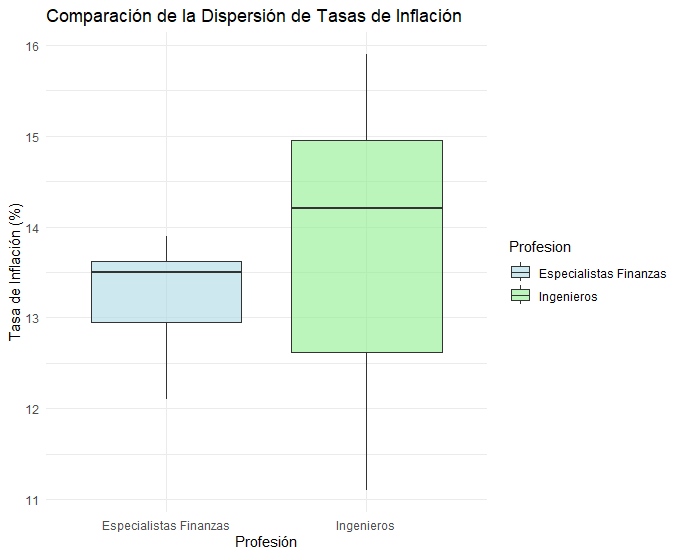 Comparación de la Dispersión de Tasas de Inflación
Tasa de Inflación (%)
16
15
14
13
12
11
Especialistas Finanzas
Ingenieros
Profesión
Profesion
Especialistas Finanzas
Ingenieros